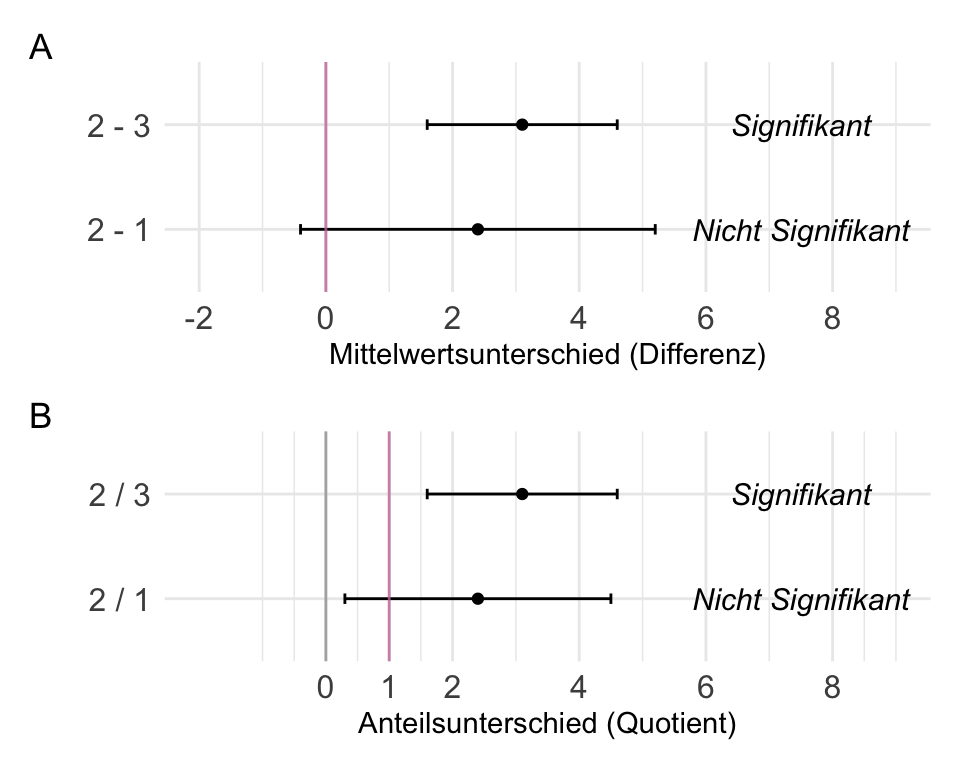 A
2 - 3
Signifikant
2 - 1
Nicht Signifikant
-2 0 2 4 6 8
Mittelwertsunterschied (Differenz)
B
2 / 3
Signifikant
2 / 1
Nicht Signifikant
0 1 2 4 6 8
Anteilsunterschied (Quotient)